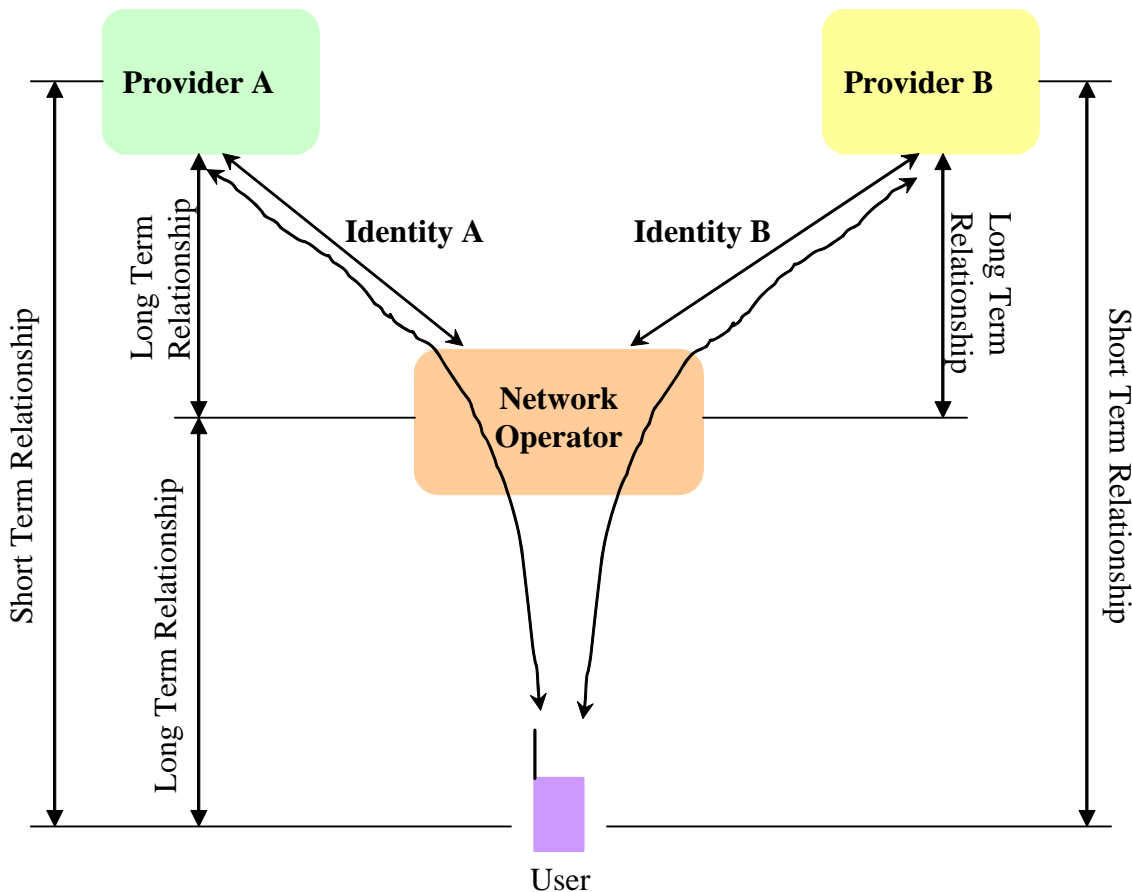 Provider A
Provider B
Identity A
Identity B
Long Term
Relationship
Long Term
Relationship
Network
Operator
Short Term Relationship
Short Term Relationship
Long Term Relationship
User